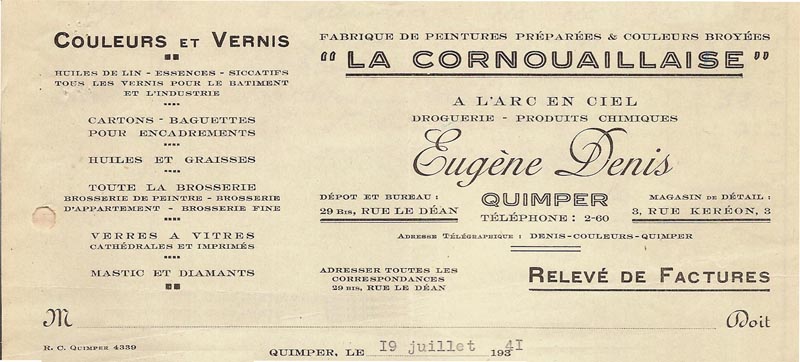 COULEURS ET VERNIS
HUILES DE LIN - ESSENCES - SICCATIFS
TOUS LES VERNIS POUR LE BATIMENT
ET L'INDUSTRIE
CARTONS - BAGUETTES
POUR ENCADREMENTS
HUILES ET GRAISSES
TOUTE LA BROSSERIE
BROSSERIE DE PEINTRE - BROSSERIE
D'APPARTEMENT - BROSSERIE FINE
VERRES A VITRES
CATHÉDRALES ET IMPRIMÉS
MASTIC ET DIAMANTS
FABRIQUE DE PEINTURES PRÉPARÉES & COULEURS BROYÉES
"LA CORNOUAILLAISE"
A L'ARC EN CIEL
DROGUERIE - PRODUITS CHIMIQUES
Eugène Denis
DÉPOT ET BUREAU :
29 BIS, RUE LE DÉAN
QUIMPER
TÉLÉPHONE : 2-60
MAGASIN DE DÉTAIL :
3, RUE KERÉON, 3
ADRESSE TÉLÉGRAPHIQUE : DENIS-COULEURS-QUIMPER
ADRESSER TOUTES LES
CORRESPONDANCES
29 BIS, RUE LE DÉAN
RELEVÉ DE FACTURES
M Doit
R. C. QUIMPER 4339
QUIMPER, LE 19 juillet 193 41